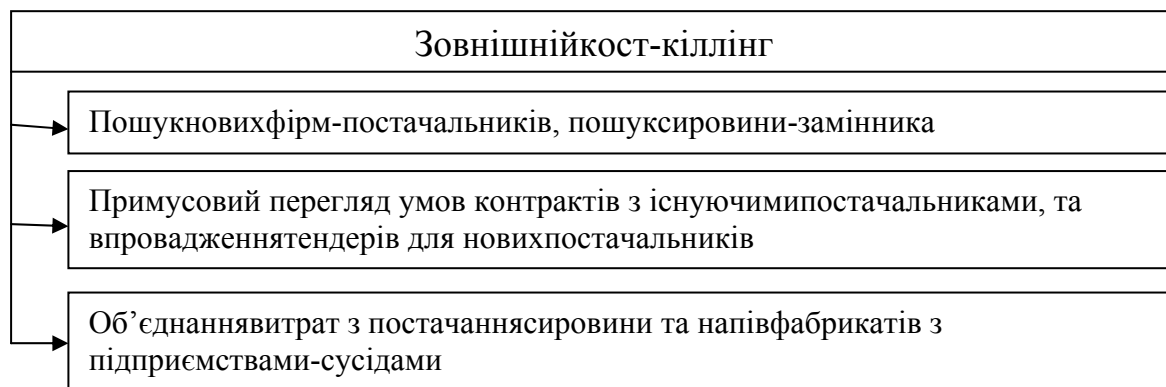 Зовнішнійкост-кіллінг
Пошукновихфірм-постачальників, пошуксировини-замінника
Примусовий перегляд умов контрактів з існуючимипостачальниками, та
впровадженнятендерів для новихпостачальників
Об’єднаннявитрат з постачаннясировини та напівфабрикатів з
підприємствами-сусідами